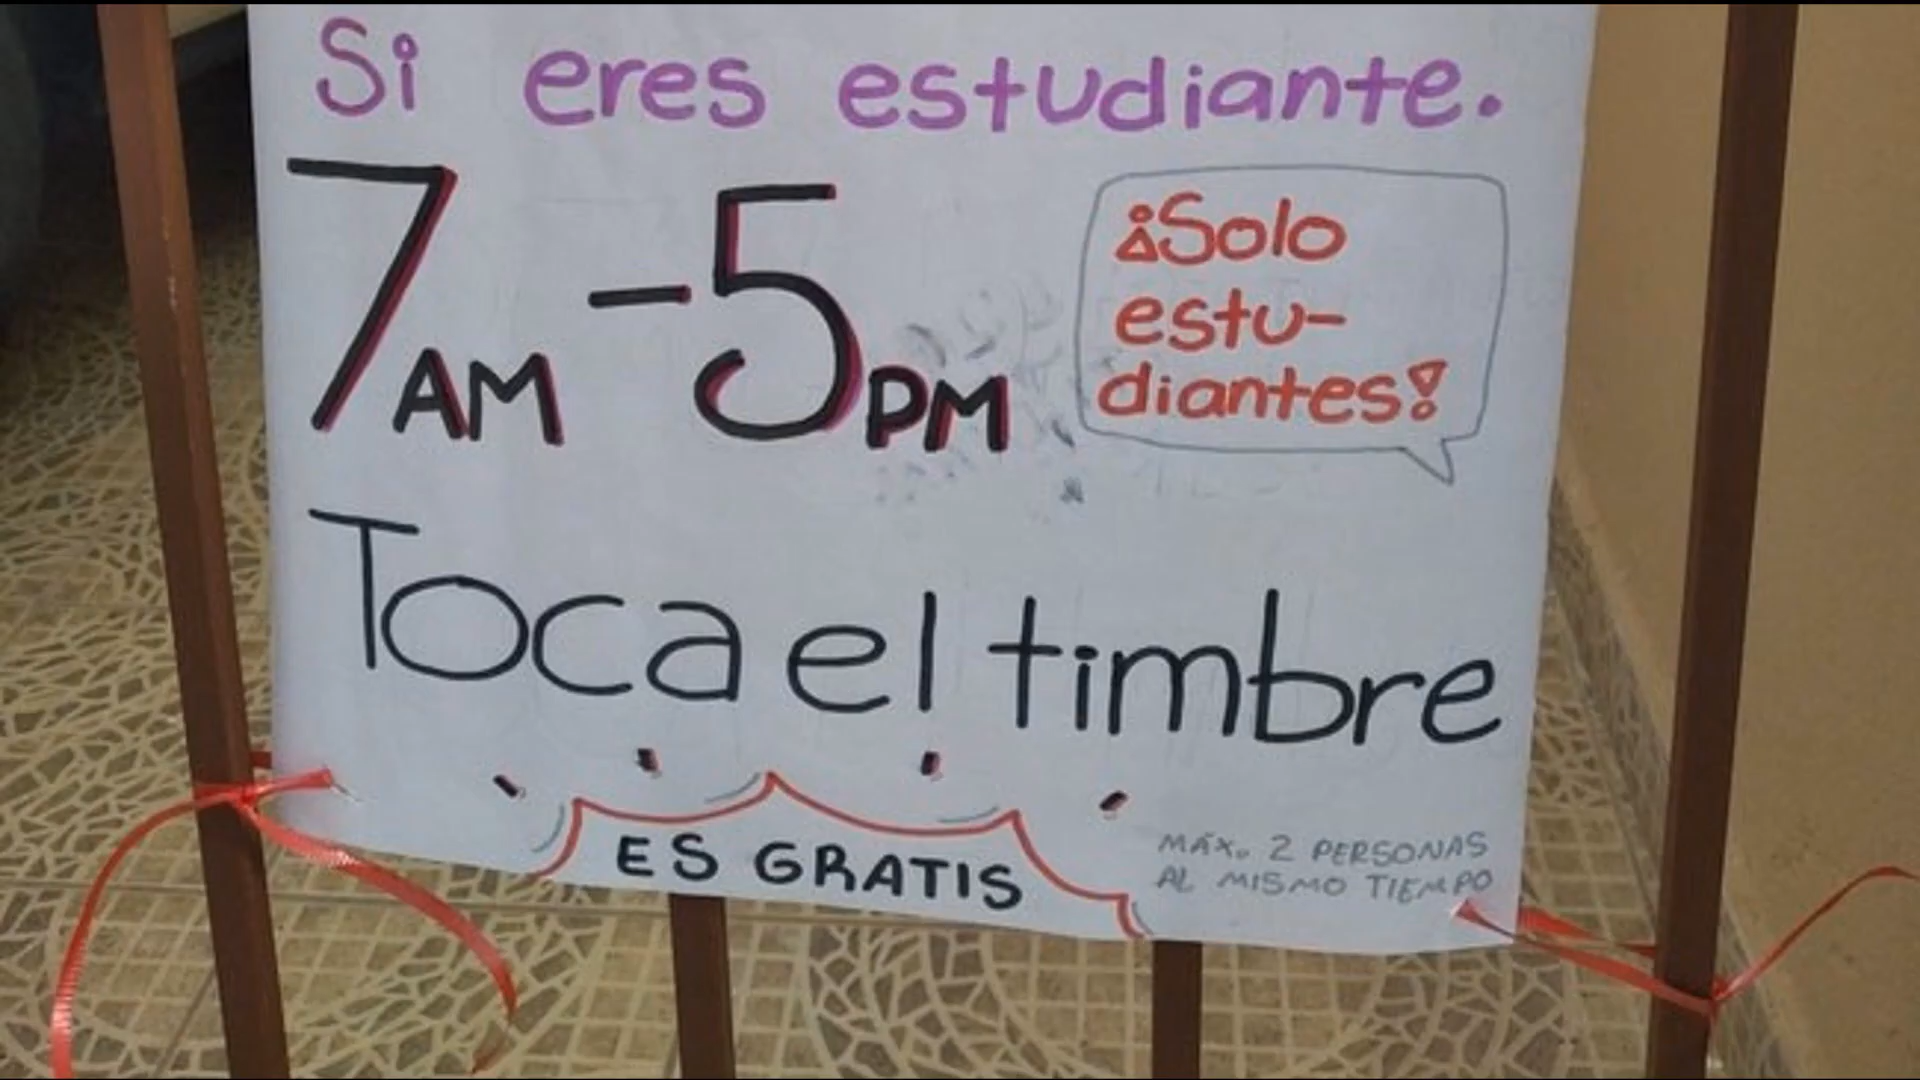 Si eres estudiante.
7AM - 5PM
¡Solo
estu-
diantes!
Toca el timbre
ES GRATIS
MÁX. 2 PERSONAS
AL MISMO TIEMPO